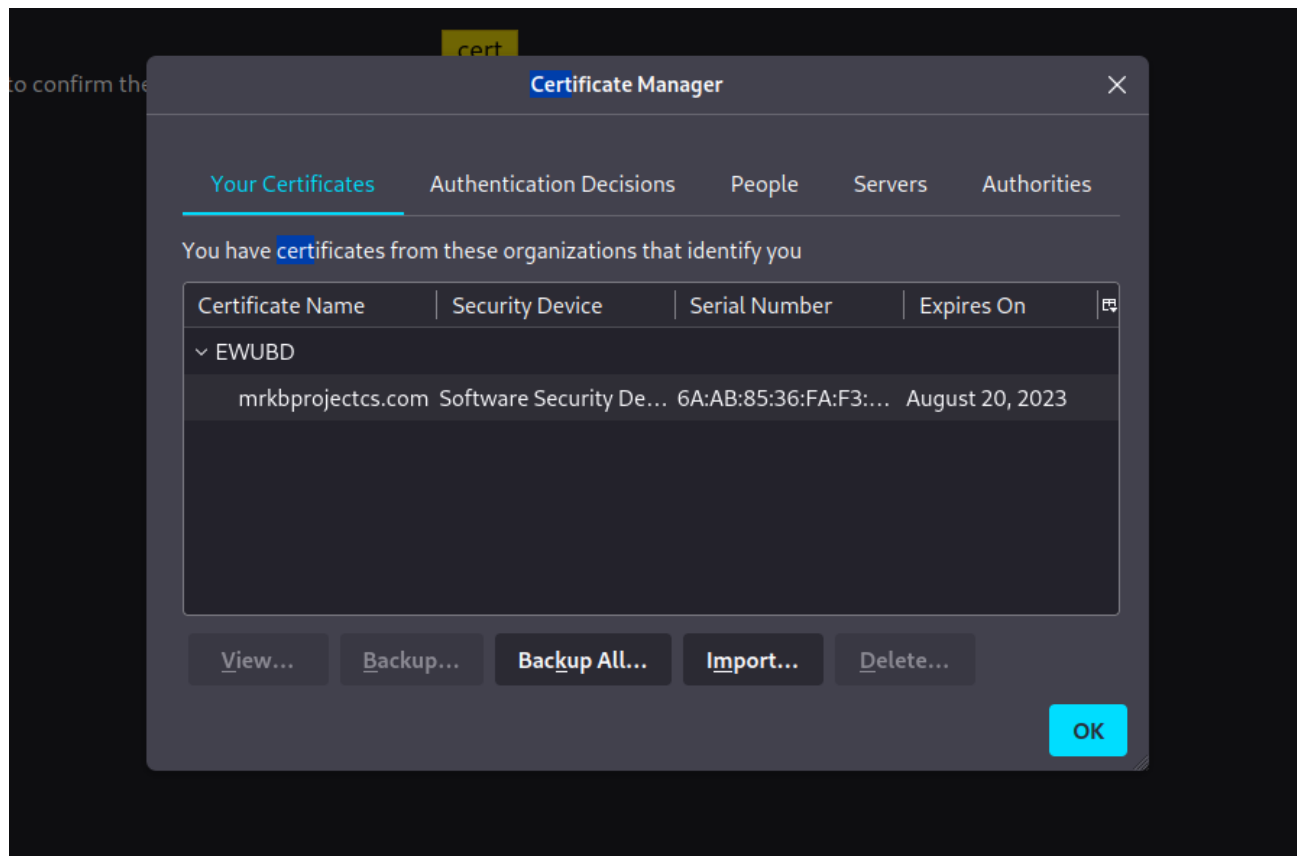 cert
to confirm the
Certificate Manager
Your Certificates Authentication Decisions People Servers Authorities
You have certificates from these organizations that identify you
Certificate Name Security Device Serial Number Expires On
EWUBD
mrkbprojectcs.com Software Security De... 6A:AB:85:36:FA:F3:... August 20, 2023
View... Backup... Backup All... Import... Delete...
OK